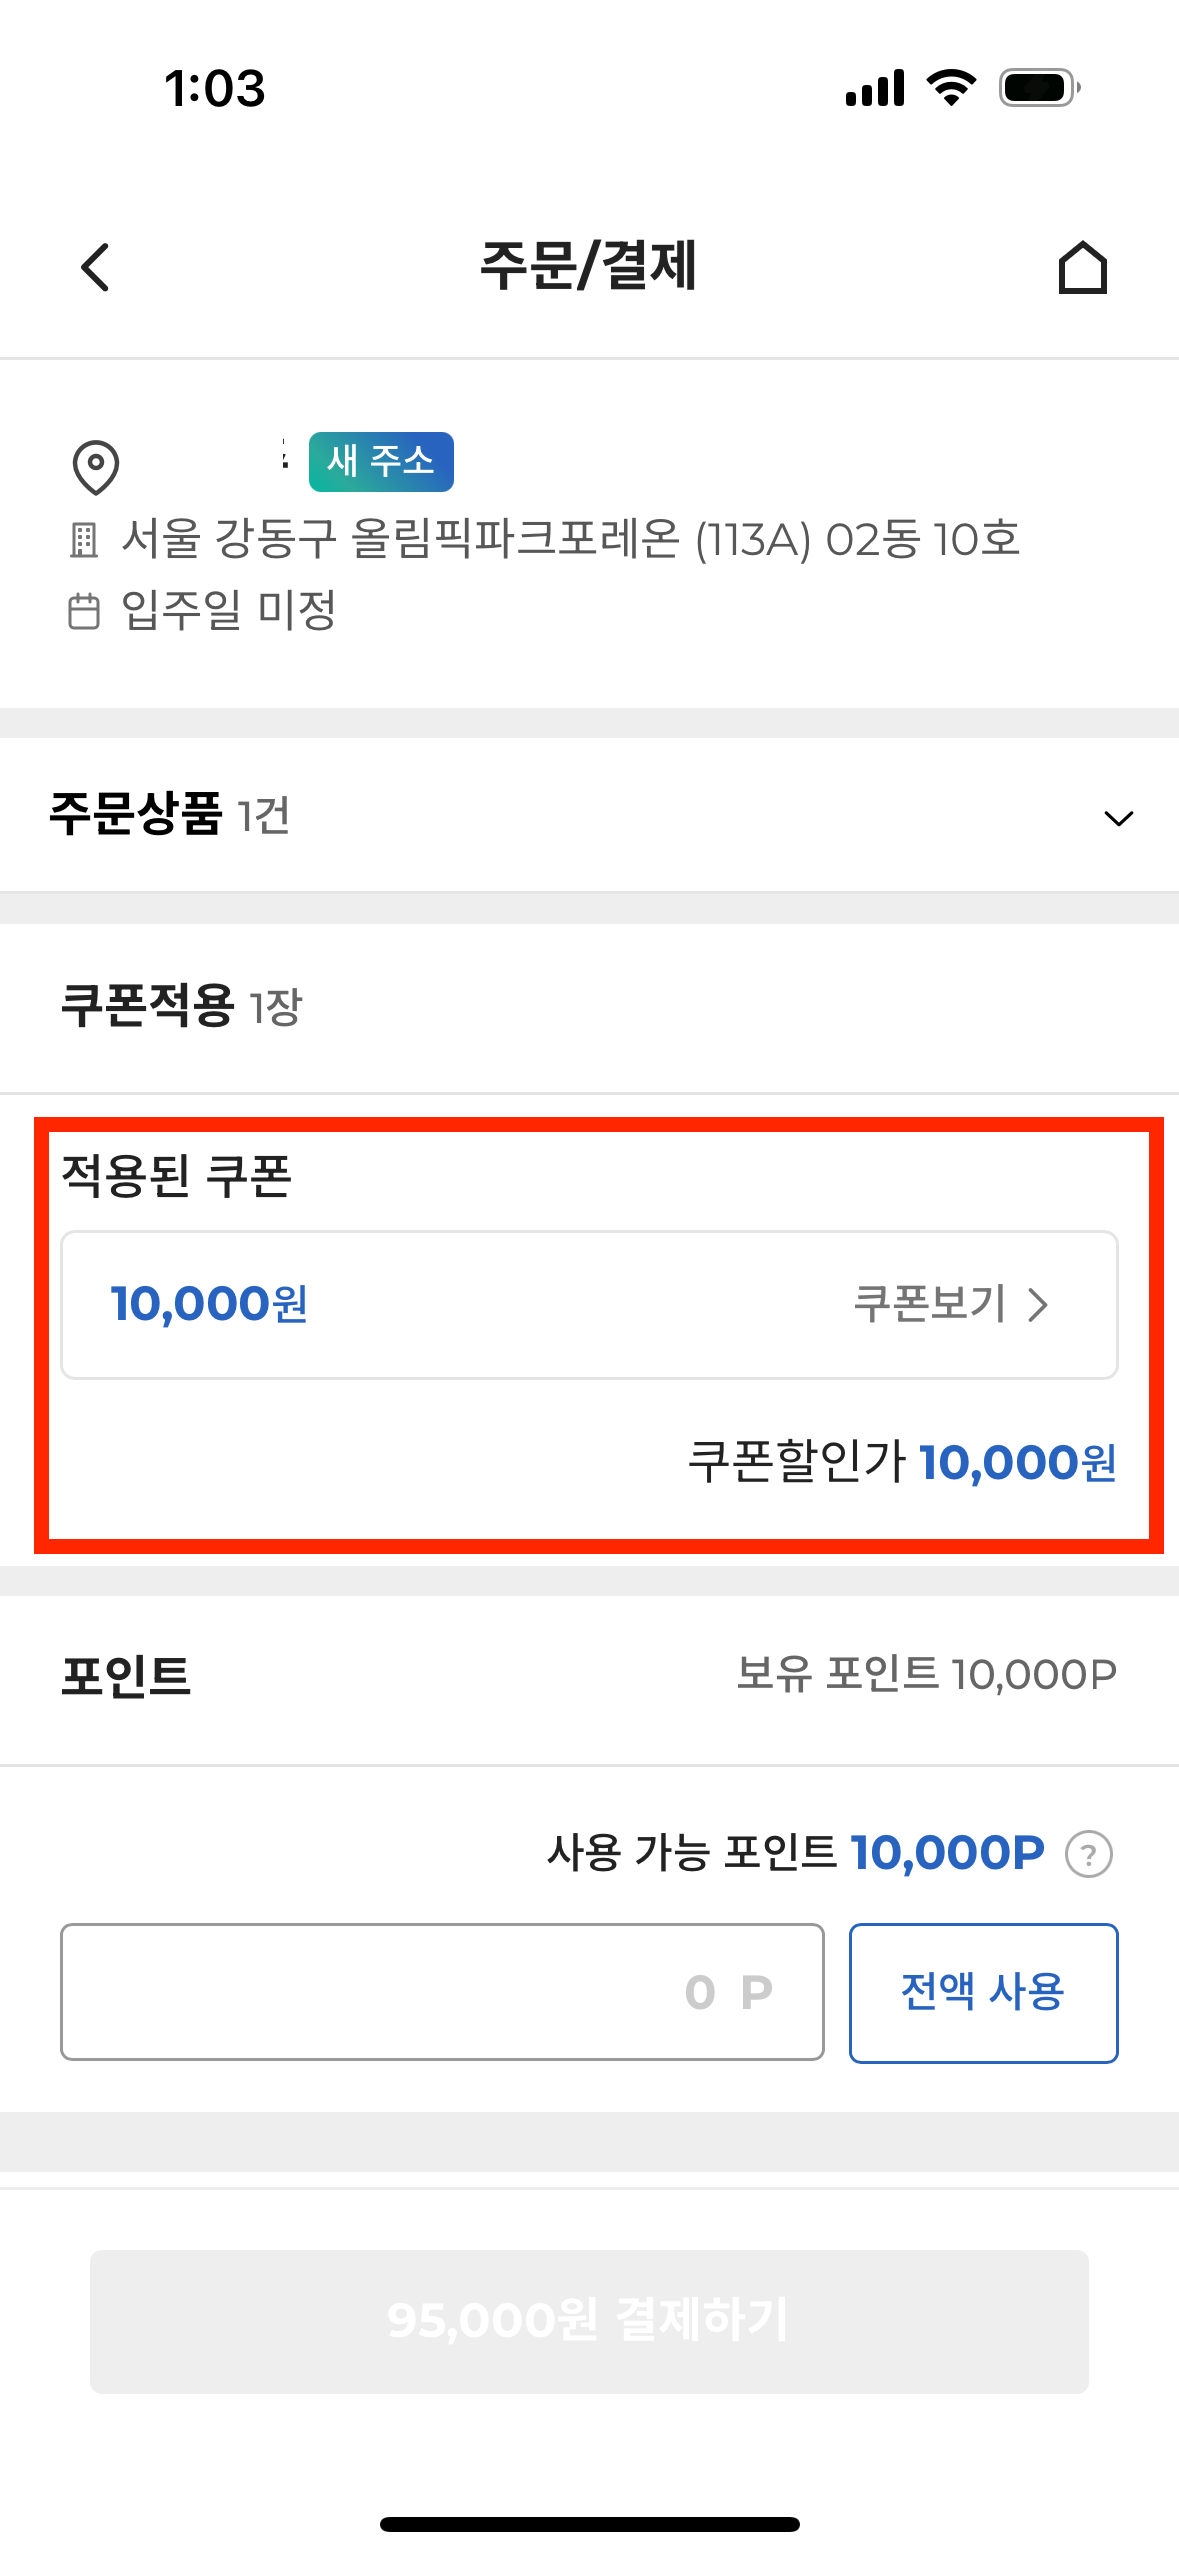 1:03
주문/결제
새 주소
서울 강동구 올림픽파크포레온 (113A) 02동 10호
입주일 미정
주문상품 1건
쿠폰적용 1장
적용된 쿠폰
10,000원 쿠폰보기
쿠폰할인가 10,000원
포인트 보유 포인트 10,000P
사용 가능 포인트 10,000P ?
0 P 전액 사용
95,000원 결제하기